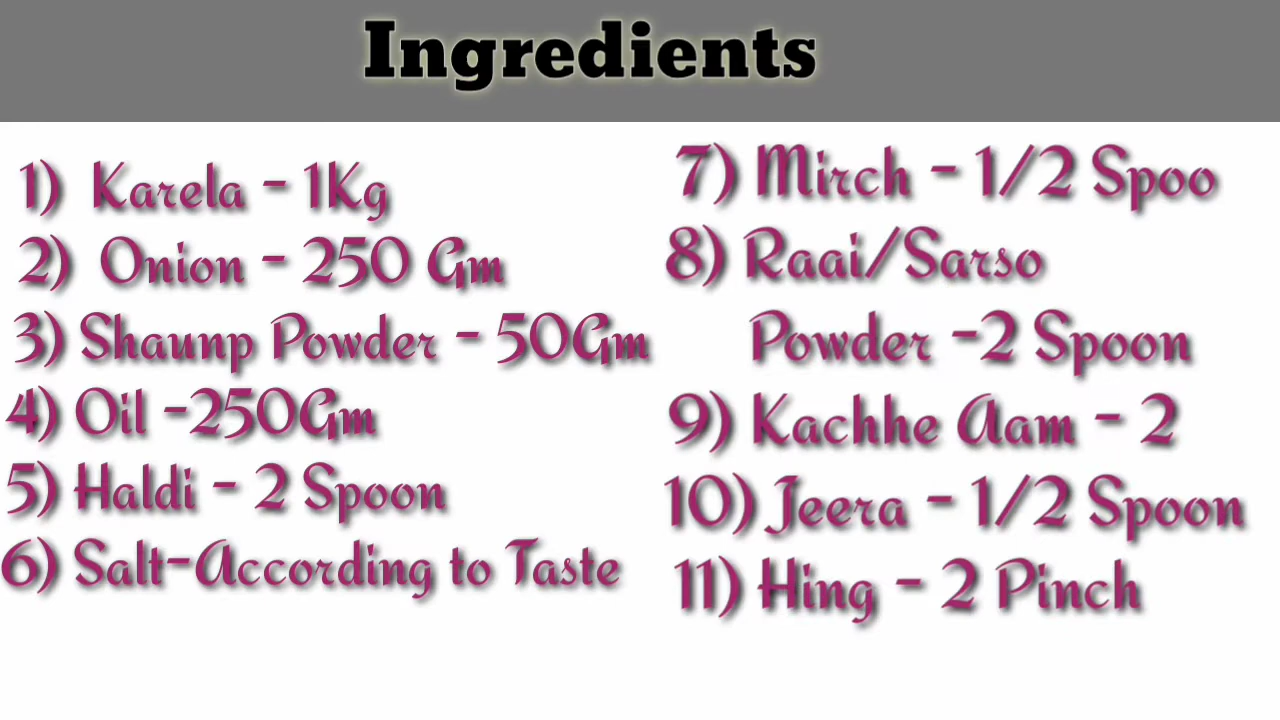 Ingredients
1) Karela - 1Kg
2) Onion - 250 Gm
3) Shaunp Powder - 50Gm
4) Oil -250Gm
5) Haldi - 2 Spoon
6) Salt-According to Taste
7) Mirch - 1/2 Spoo
8) Raai/Sarso
Powder -2 Spoon
9) Kachhe Aam - 2
10) Jeera - 1/2 Spoon
11) Hing - 2 Pinch